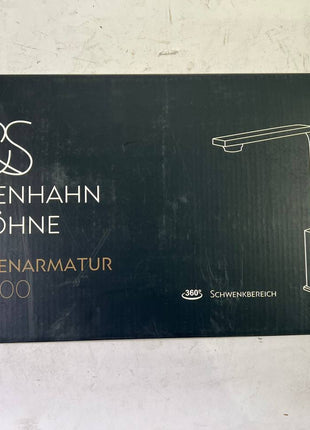 &S
ENHAHN
ÖHNE
ENARMATUR
00
360° SCHWENKBEREICH